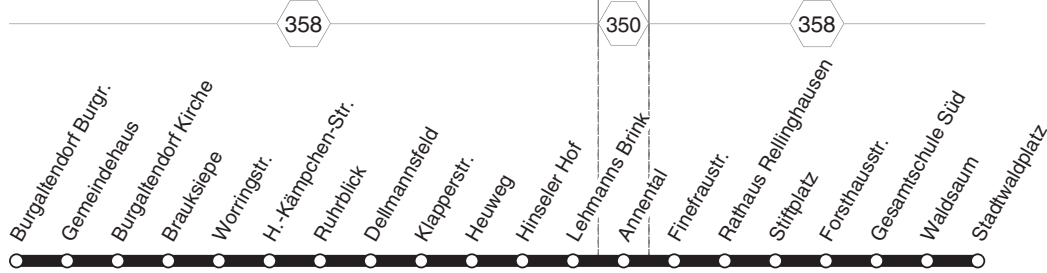 358
350
358
Burgaltendorf Burgr.
Gemeindehaus
Burgaltendorf Kirche
Brauksiepe
Worringstr.
H.-Kämpchen-Str.
Ruhrblick
Dellmannsfeld
Klapperstr.
Heuweg
Hinseler Hof
Lehmanns Brink
Annental
Finefraustr.
Rathaus Rellinghausen
Stiftplatz
Forsthausstr.
Gesamtschule Süd
Waldsaum
Stadtwaldplatz